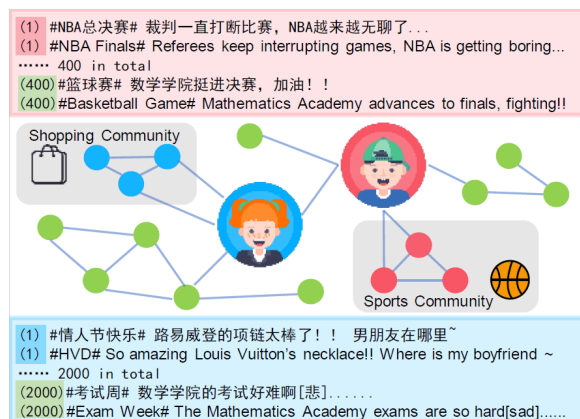 (1) #NBA总决赛# 裁判一直打断比赛，NBA越来越无聊了...
(1) #NBA Finals# Referees keep interrupting games, NBA is getting boring...
…… 400 in total
(400) #篮球赛# 数学学院挺进决赛，加油！！
(400) #Basketball Game# Mathematics Academy advances to finals, fighting!!
Shopping Community
Sports Community
(1) #情人节快乐# 路易威登的项链太棒了！！ 男朋友在哪里~
(1) #HVD# So amazing Louis Vuitton's necklace!! Where is my boyfriend ~
…… 2000 in total
(2000) #考试周# 数学学院的考试好难啊[悲]......
(2000) #Exam Week# The Mathematics Academy exams are so hard[sad]......